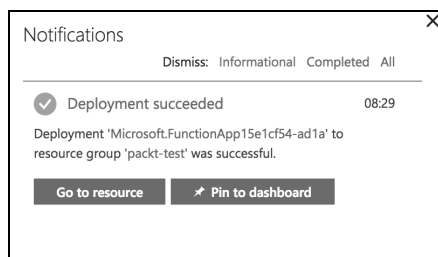 Notifications
Dismiss: Informational Completed All
Deployment succeeded 08:29
Deployment 'Microsoft.FunctionApp15e1cf54-ad1a' to
resource group 'packt-test' was successful.
Go to resource Pin to dashboard